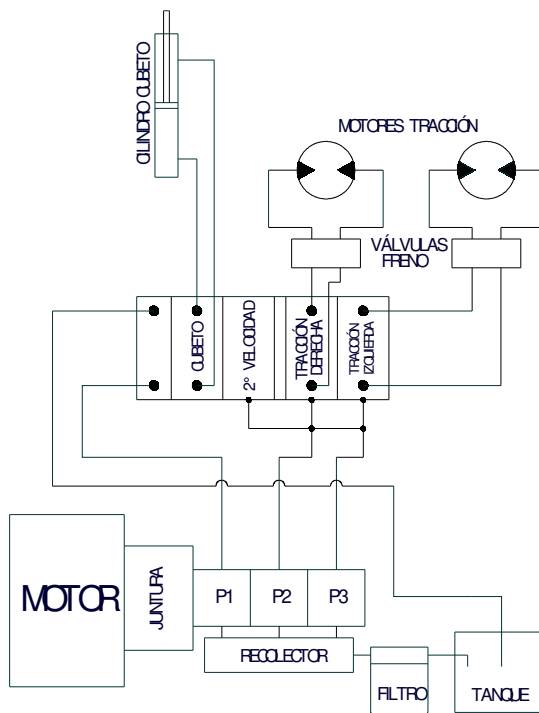 CILINDRO CUBETO
MOTORES TRACCIÓN
VÁLVULAS
FRENO
CUBETO
2° VELOCIDAD
TRACCIÓN
DERECHA
TRACCIÓN
IZQUIERDA
MOTOR
JUNTURA
P1
P2
P3
RECOLECTOR
FILTRO
TANQUE